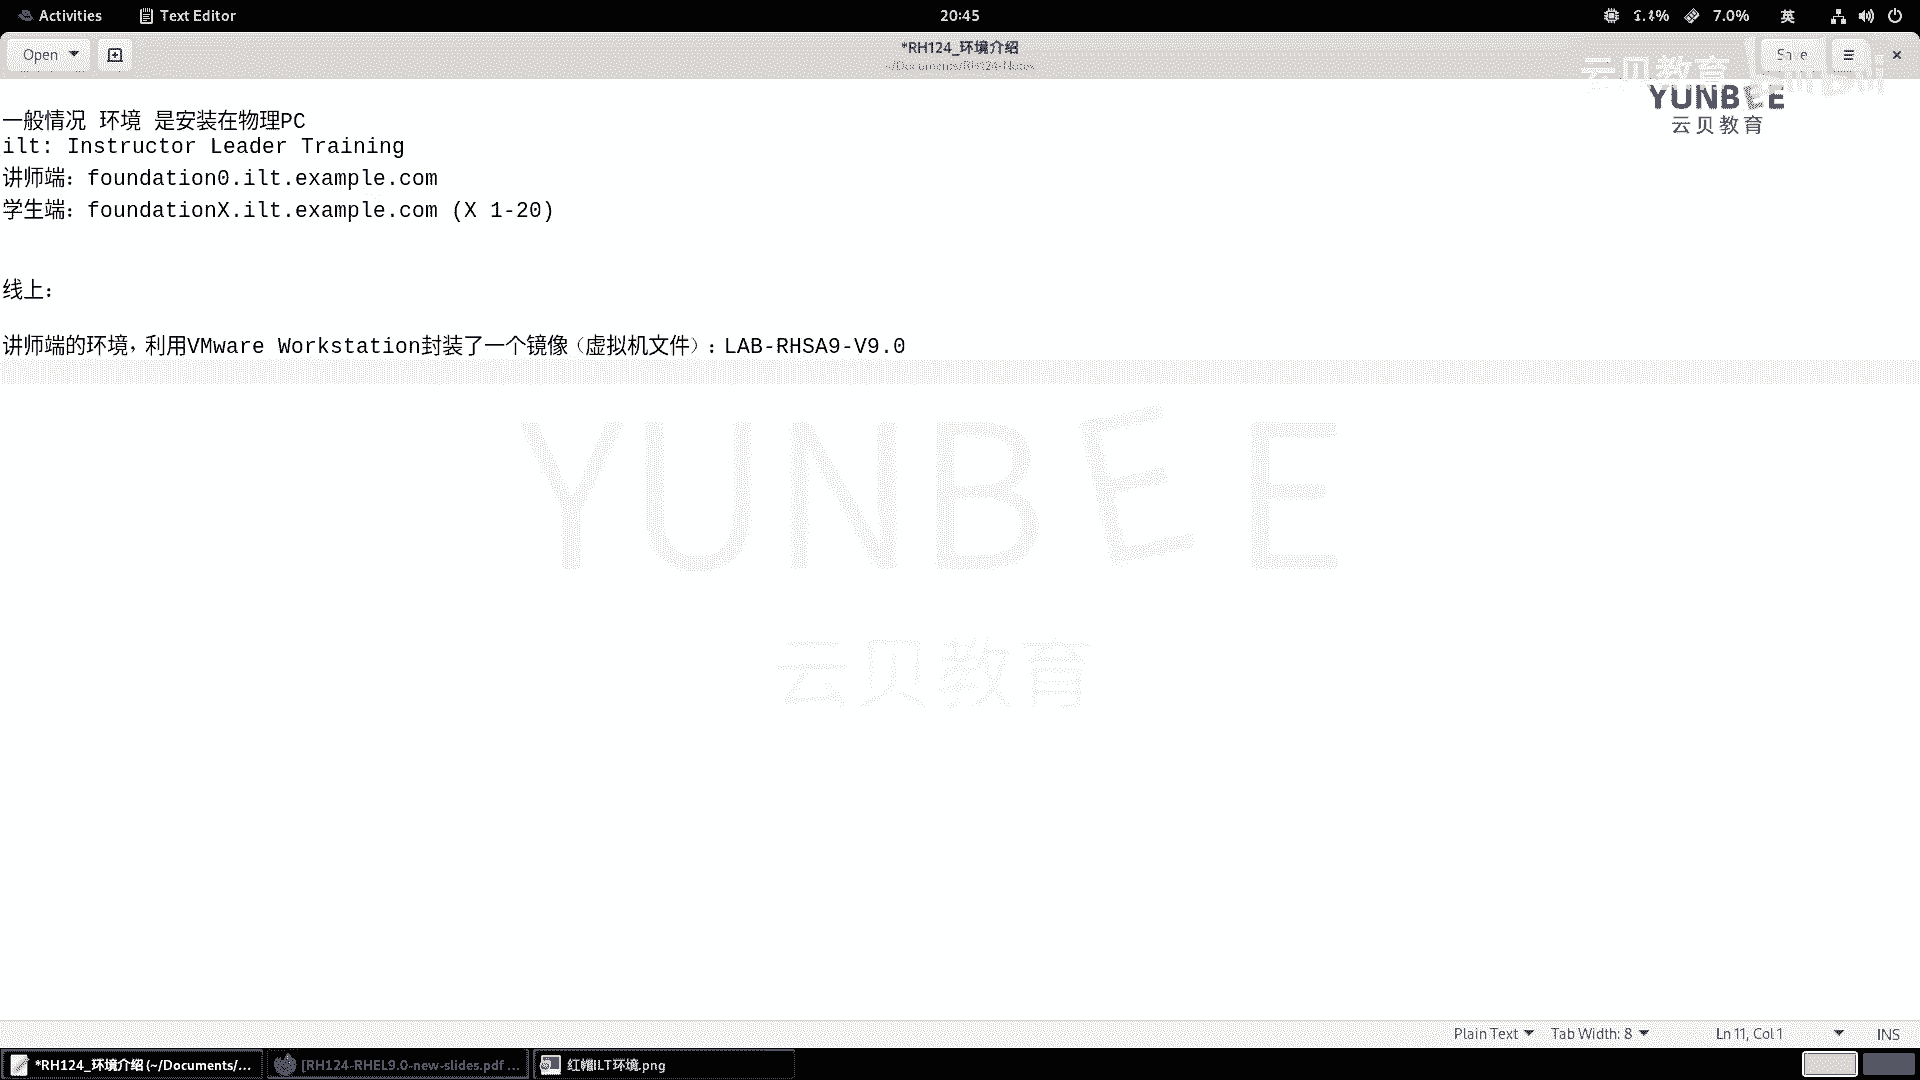 Activities Text Editor 20:45 1.4% 7.0% 英
Open *RH124_环境介绍 Save
~/Documents/RH124-Notes
云贝教育 bilibili
YUNBEE
云贝教育
一般情况 环境 是安装在物理PC
ilt: Instructor Leader Training
讲师端：foundation0.ilt.example.com
学生端：foundationX.ilt.example.com (X 1-20)
线上：
讲师端的环境，利用VMware Workstation封装了一个镜像（虚拟机文件）：LAB-RHSA9-V9.0
YUNBEE
云贝教育
Plain Text Tab Width: 8 Ln 11, Col 1 INS
*RH124_环境介绍 (~/Documents/... [RH124-RHEL9.0-new-slides.pdf ... 红帽ILT环境.png